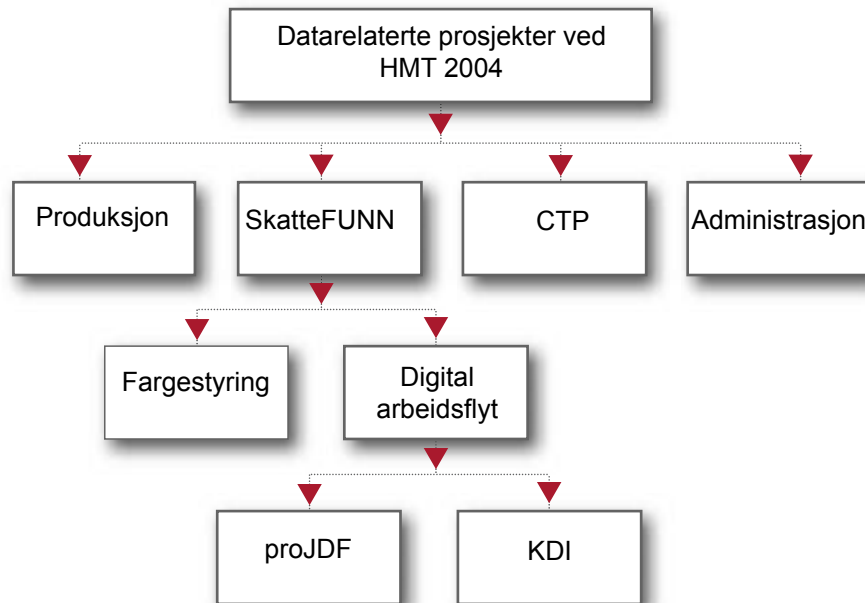 Datarelaterte prosjekter ved
HMT 2004
Produksjon
SkatteFUNN
CTP
Administrasjon
Fargestyring
Digital
arbeidsflyt
proJDF
KDI